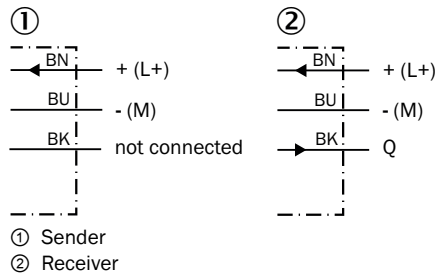 ① ②
BN + (L+) BN + (L+)
BU - (M) BU - (M)
BK not connected BK Q
① Sender
② Receiver